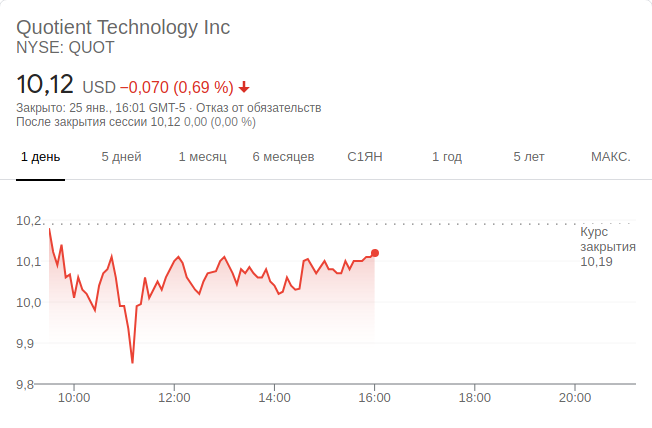 Quotient Technology Inc
NYSE: QUOT
10,12 USD −0,070 (0,69 %)
Закрыто: 25 янв., 16:01 GMT-5 · Отказ от обязательств
После закрытия сессии 10,12 0,00 (0,00 %)
1 день 5 дней 1 месяц 6 месяцев С1ЯН 1 год 5 лет МАКС.
10,2
Курс
закрытия
10,19
10,1
10,0
9,9
9,8
10:00 12:00 14:00 16:00 18:00 20:00